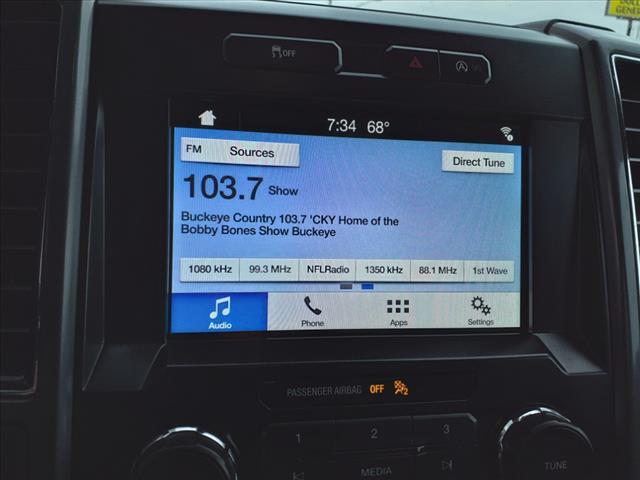 OFF
7:34 68°
FM Sources
Direct Tune
103.7 Show
Buckeye Country 103.7 'CKY Home of the
Bobby Bones Show Buckeye
1080 kHz 99.3 MHz NFLRadio 1350 kHz 88.1 MHz 1st Wave
Audio Phone Apps Settings
PASSENGER AIRBAG OFF 2
1 2 3
MEDIA
TUNE